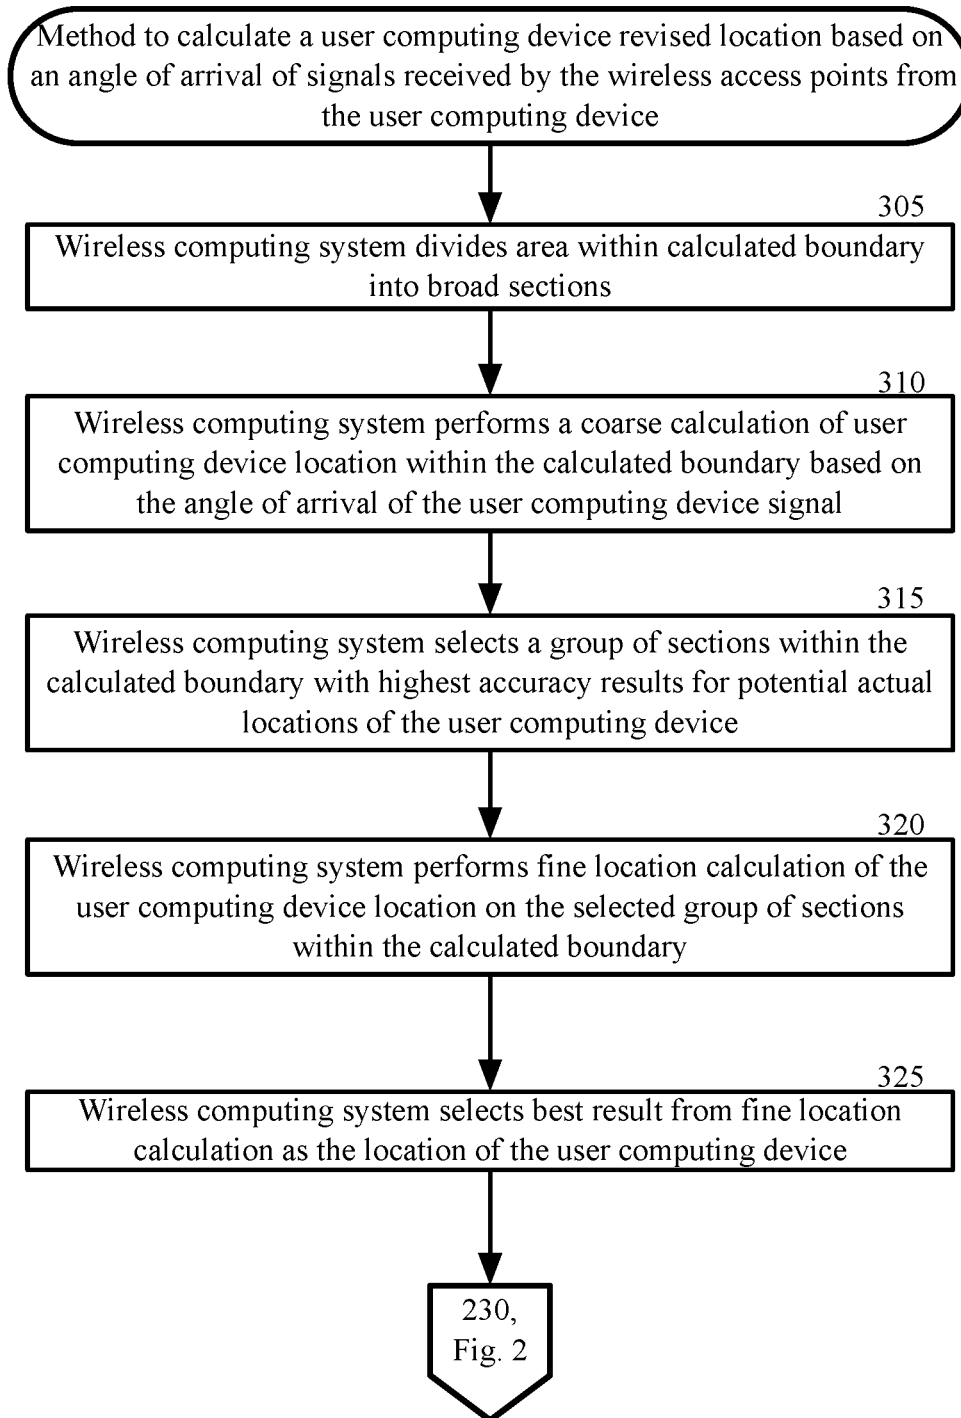 Method to calculate a user computing device revised location based on
an angle of arrival of signals received by the wireless access points from
the user computing device
305
Wireless computing system divides area within calculated boundary
into broad sections
310
Wireless computing system performs a coarse calculation of user
computing device location within the calculated boundary based on
the angle of arrival of the user computing device signal
315
Wireless computing system selects a group of sections within the
calculated boundary with highest accuracy results for potential actual
locations of the user computing device
320
Wireless computing system performs fine location calculation of the
user computing device location on the selected group of sections
within the calculated boundary
325
Wireless computing system selects best result from fine location
calculation as the location of the user computing device
230,
Fig. 2